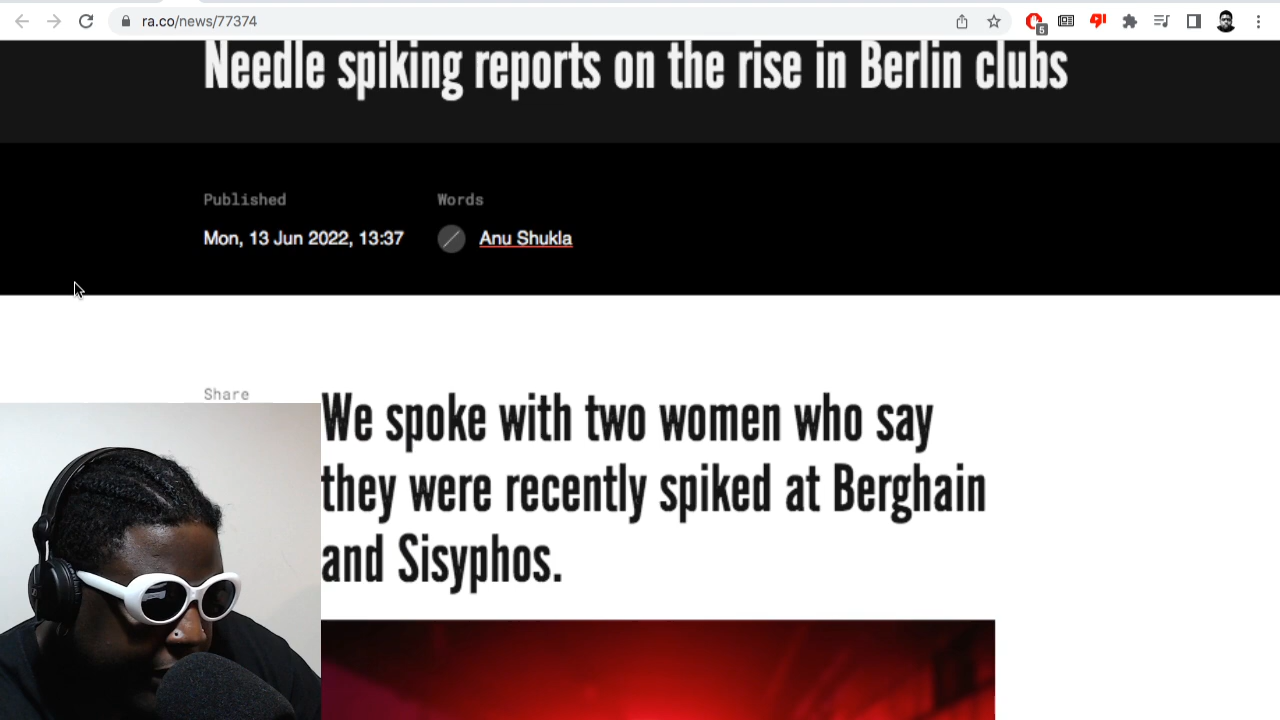 ra.co/news/77374
5
Needle spiking reports on the rise in Berlin clubs
Published
Words
Mon, 13 Jun 2022, 13:37
Anu Shukla
Share
We spoke with two women who say
they were recently spiked at Berghain
and Sisyphos.